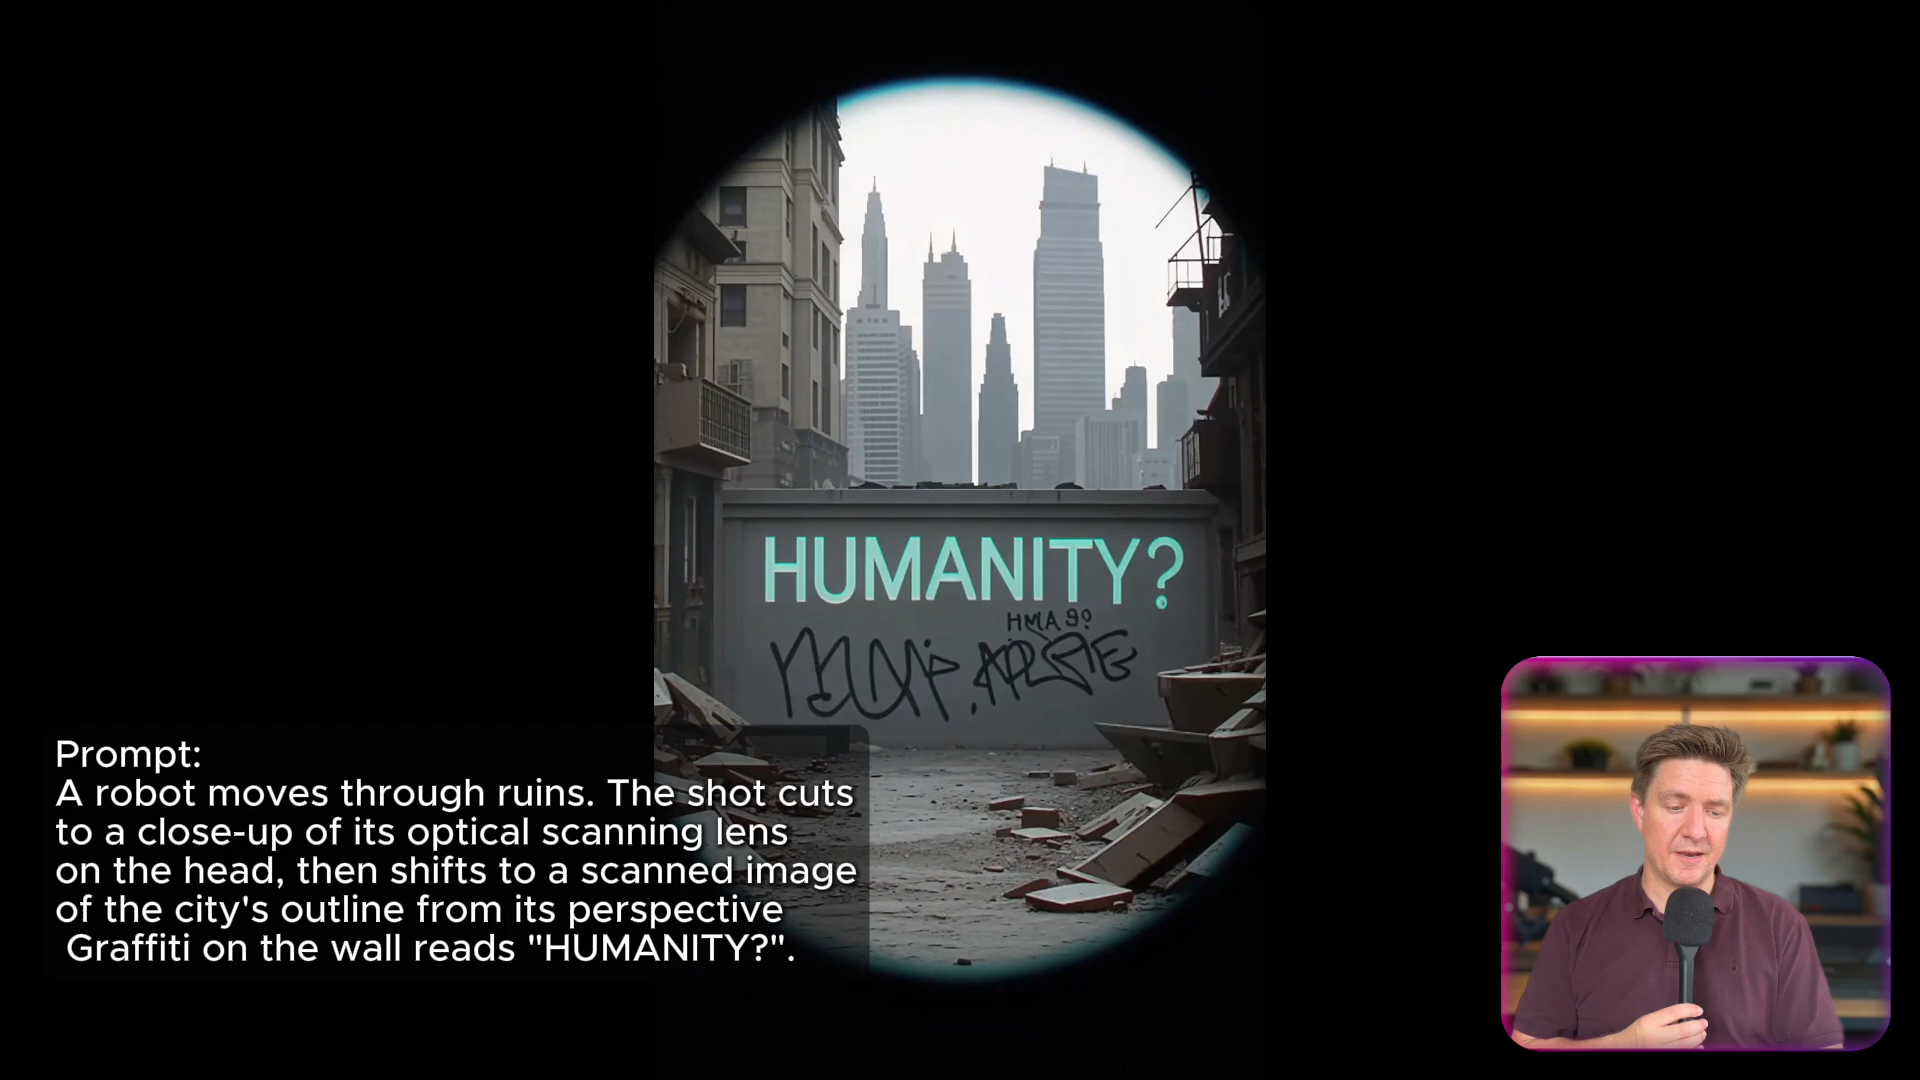 HUMANITY?
HMA
Prompt:
A robot moves through ruins. The shot cuts
to a close-up of its optical scanning lens
on the head, then shifts to a scanned image
of the city's outline from its perspective
Graffiti on the wall reads "HUMANITY?".